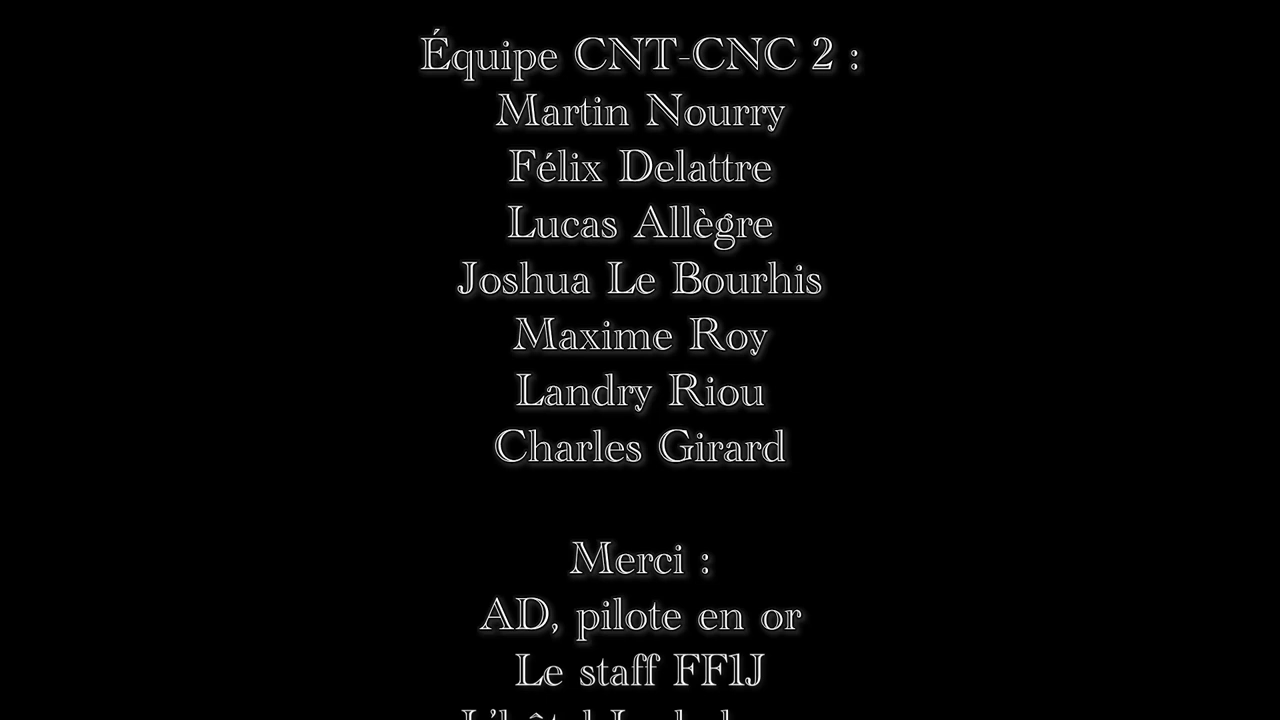 Équipe CNT-CNC 2 :
Martin Nourry
Félix Delattre
Lucas Allègre
Joshua Le Bourhis
Maxime Roy
Landry Riou
Charles Girard
Merci :
AD, pilote en or
Le staff FF1J
L'hôtel